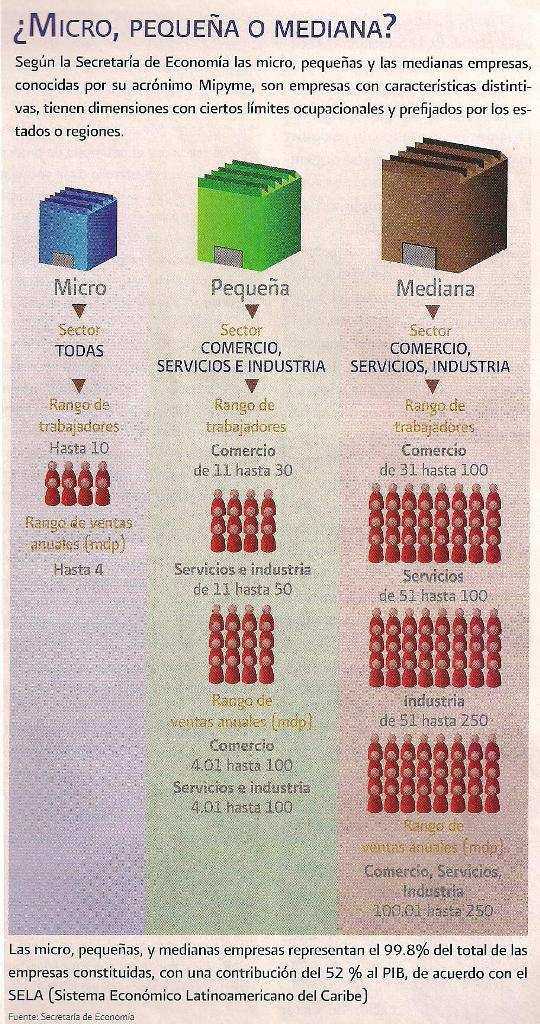 ¿Micro, pequeña o mediana?
Según la Secretaría de Economía las micro, pequeñas y las medianas empresas,
conocidas por su acrónimo Mipyme, son empresas con características distinti-
vas, tienen dimensiones con ciertos límites ocupacionales y prefijados por los es-
tados o regiones.
Micro
Sector
TODAS
Rango de
trabajadores
Hasta 10
Rango de ventas
anuales (mdp)
Hasta 4
Pequeña
Sector
COMERCIO,
SERVICIOS E INDUSTRIA
Rango de
trabajadores
Comercio
de 11 hasta 30
Servicios e industria
de 11 hasta 50
Rango de
ventas anuales (mdp)
Comercio
4.01 hasta 100
Servicios e industria
4.01 hasta 100
Mediana
Sector
COMERCIO,
SERVICIOS, INDUSTRIA
Rango de
trabajadores
Comercio
de 31 hasta 100
Servicios
de 51 hasta 100
Industria
de 51 hasta 250
Rango de
ventas anuales (mdp)
Comercio, Servicios,
Industria
100.01 hasta 250
Las micro, pequeñas, y medianas empresas representan el 99.8% del total de las
empresas constituidas, con una contribución del 52 % al PIB, de acuerdo con el
SELA (Sistema Económico Latinoamericano del Caribe)
Fuente: Secretaría de Economía